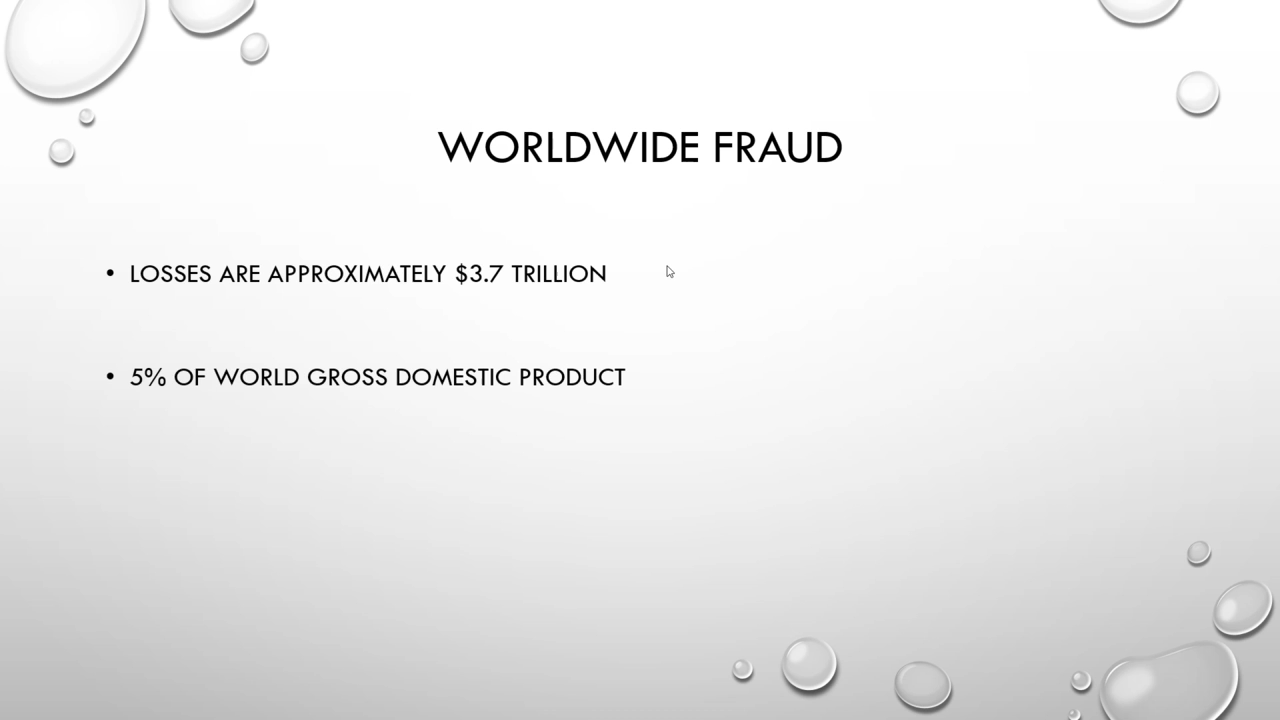 WORLDWIDE FRAUD
• LOSSES ARE APPROXIMATELY $3.7 TRILLION
• 5% OF WORLD GROSS DOMESTIC PRODUCT